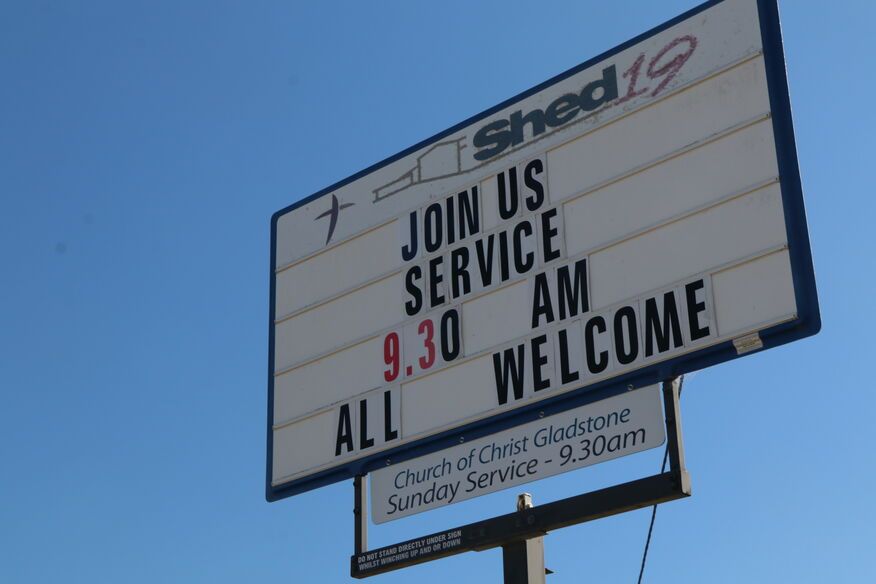 Shed 19
JOIN US
SERVICE
9.30 AM
ALL WELCOME
Church of Christ Gladstone
Sunday Service - 9.30am
DO NOT STAND DIRECTLY UNDER SIGN
WHILST WINCHING UP AND OR DOWN